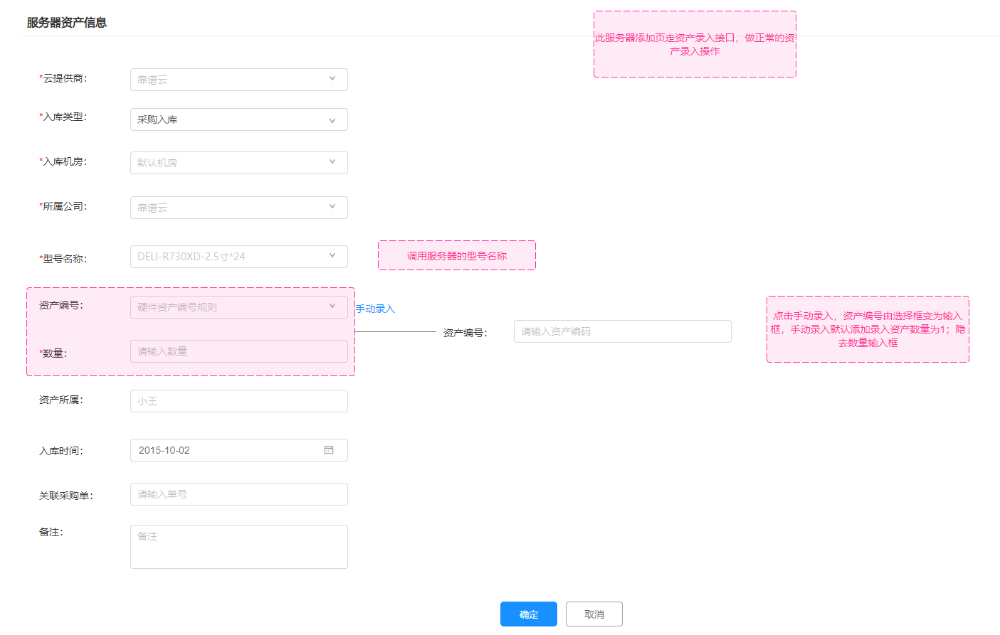 服务器资产信息
此服务器添加页走资产录入接口，做正常的资
产录入操作
*云提供商：
靠谱云
*入库类型：
采购入库
*入库机房：
默认机房
*所属公司：
靠谱云
*型号名称：
DELI-R730XD-2.5寸*24
调用服务器的型号名称
资产编号：
硬件资产编号规则
手动录入
*数量：
请输入数量
资产编号：
请输入资产编码
点击手动录入，资产编号由选择框变为输入
框，手动录入默认添加录入资产数量为1；隐
去数量输入框
资产所属：
小王
入库时间：
2015-10-02
关联采购单：
请输入单号
备注：
备注
确定
取消